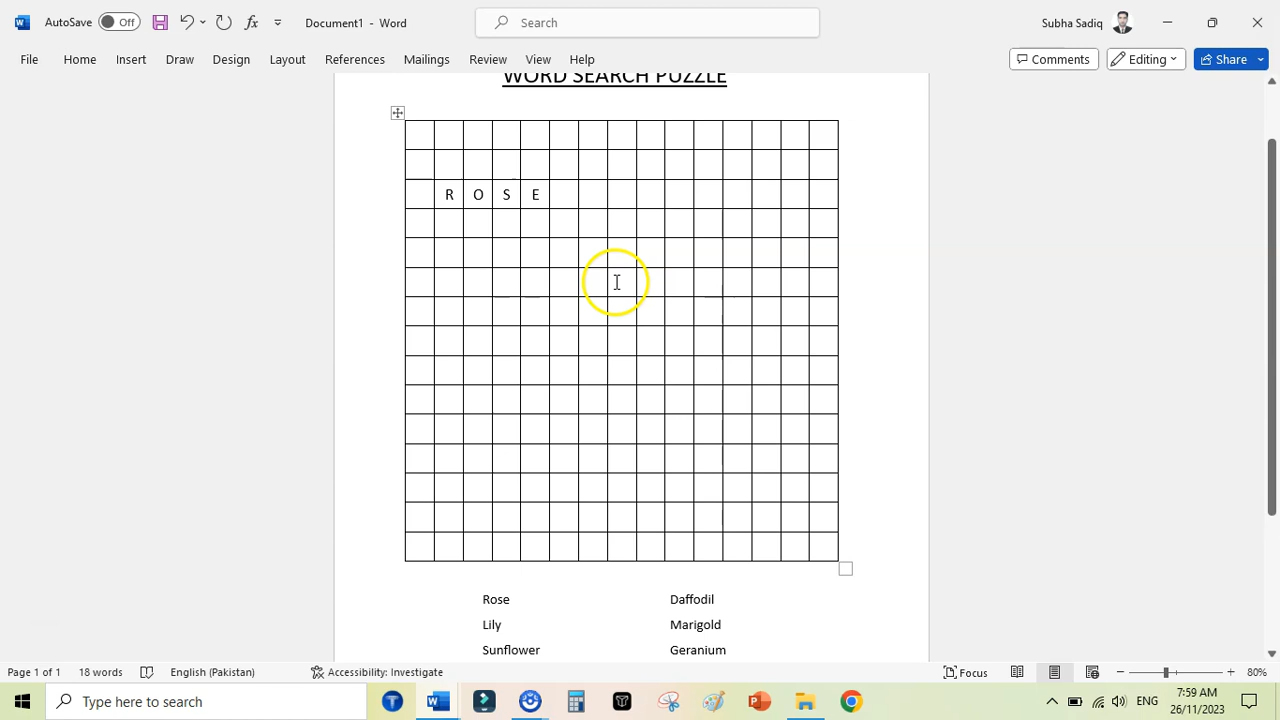 AutoSave Off Document1 - Word Search Subha Sadiq
File Home Insert Draw Design Layout References Mailings Review View Help Comments Editing Share
WORD SEARCH PUZZLE
R O S E
Rose Daffodil
Lily Marigold
Sunflower Geranium
Page 1 of 1 18 words English (Pakistan) Accessibility: Investigate Focus 80%
Type here to search ENG 7:59 AM
26/11/2023